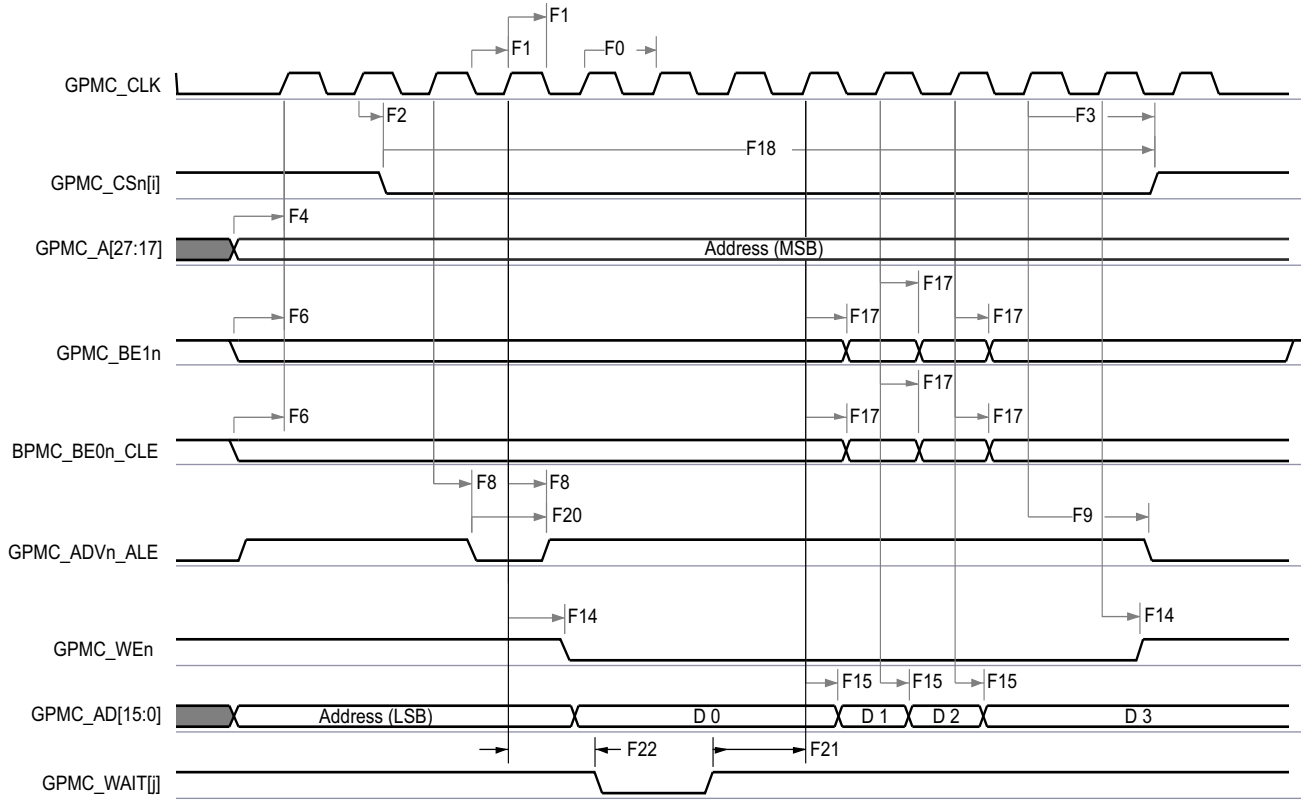 F1
F1 F0
GPMC_CLK
F2 F3
F18
GPMC_CSn[i]
F4
GPMC_A[27:17] Address (MSB)
F17
F6 F17 F17
GPMC_BE1n
F17
F6 F17 F17
BPMC_BE0n_CLE
F8 F8
F20 F9
GPMC_ADVn_ALE
F14 F14
GPMC_WEn
F15 F15 F15
GPMC_AD[15:0] Address (LSB) D 0 D 1 D 2 D 3
F22 F21
GPMC_WAIT[j]